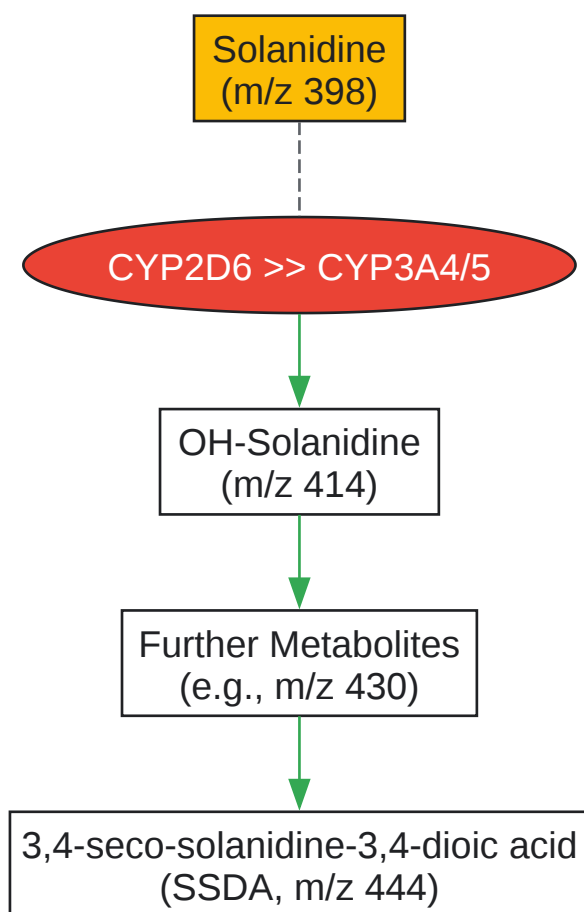 Solanidine
(m/z 398)
CYP2D6 >> CYP3A4/5
OH-Solanidine
(m/z 414)
Further Metabolites
(e.g., m/z 430)
3,4-seco-solanidine-3,4-dioic acid
(SSDA, m/z 444)